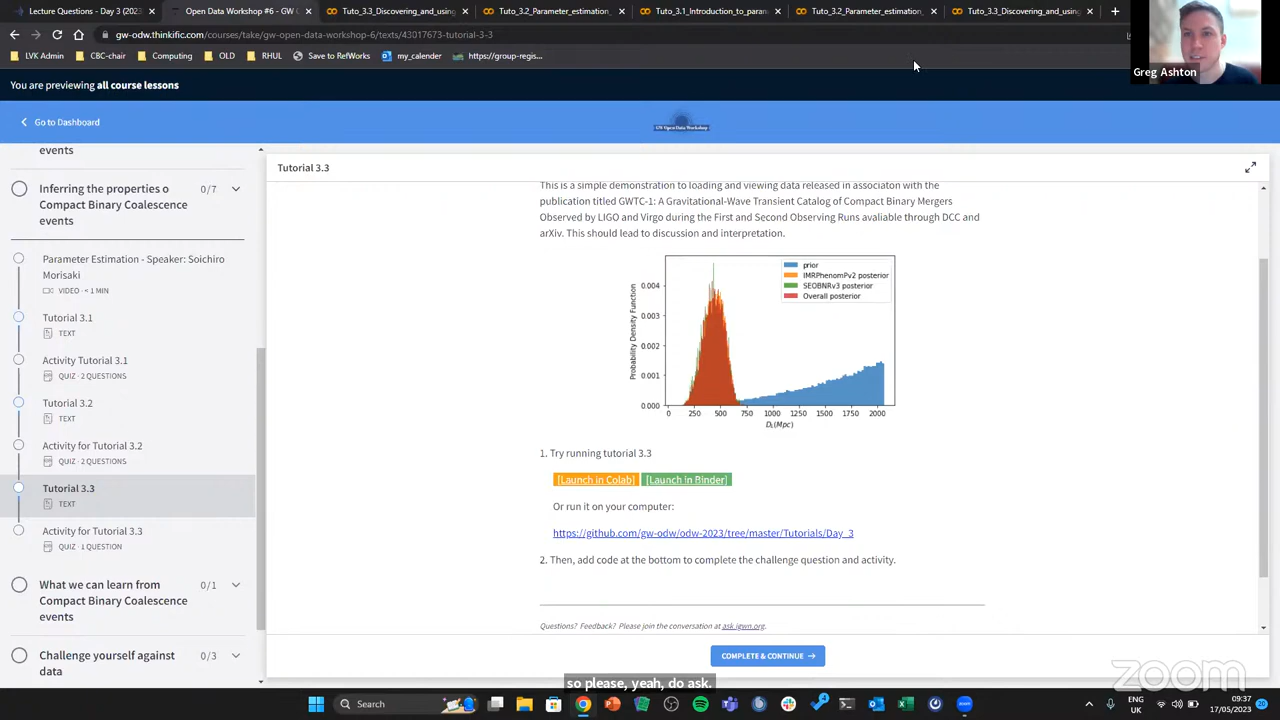 Lecture Questions - Day 3 (2023
Open Data Workshop #6 - GW (
Tuto_3.3_Discovering_and_using
Tuto_3.2_Parameter_estimation_
Tuto_3.1_Introduction_to_param
Tuto_3.2_Parameter_estimation_
Tuto_3.3_Discovering_and_using
gw-odw.thinkific.com/courses/take/gw-open-data-workshop-6/texts/43017673-tutorial-3-3
LVK Admin
CBC-chair
Computing
OLD
RHUL
Save to RefWorks
my_calender
https://group-regis...
Greg Ashton
You are previewing all course lessons
Go to Dashboard
GW Open Data Workshop
events
Inferring the properties o
Compact Binary Coalescence
events
0/7
Parameter Estimation - Speaker: Soichiro
Morisaki
VIDEO · < 1 MIN
Tutorial 3.1
TEXT
Activity Tutorial 3.1
QUIZ · 2 QUESTIONS
Tutorial 3.2
TEXT
Activity for Tutorial 3.2
QUIZ · 2 QUESTIONS
Tutorial 3.3
TEXT
Activity for Tutorial 3.3
QUIZ · 1 QUESTION
What we can learn from
Compact Binary Coalescence
events
0/1
Challenge yourself against
data
0/3
Tutorial 3.3
This is a simple demonstration to loading and viewing data released in associaton with the
publication titled GWTC-1: A Gravitational-Wave Transient Catalog of Compact Binary Mergers
Observed by LIGO and Virgo during the First and Second Observing Runs avaliable through DCC and
arXiv. This should lead to discussion and interpretation.
prior
IMRPhenomPv2 posterior
SEOBNRv3 posterior
Overall posterior
Probability Density Function
0.004
0.003
0.002
0.001
0.000
0 250 500 750 1000 1250 1500 1750 2000
D_L(Mpc)
1. Try running tutorial 3.3
[Launch in Colab] [Launch in Binder]
Or run it on your computer:
https://github.com/gw-odw/odw-2023/tree/master/Tutorials/Day_3
2. Then, add code at the bottom to complete the challenge question and activity.
Questions? Feedback? Please join the conversation at ask.igwn.org.
COMPLETE & CONTINUE →
so please, yeah, do ask.
zoom
Search
ENG
UK
09:37
17/05/2023
20